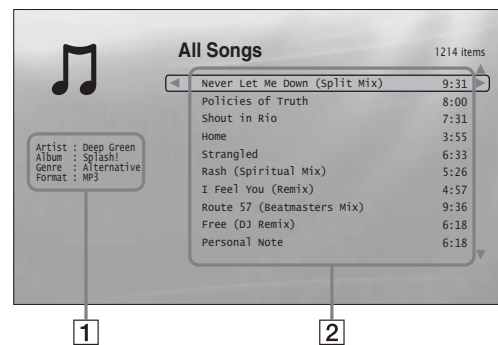 All Songs 1214 items
Never Let Me Down (Split Mix) 9:31
Policies of Truth 8:00
Shout in Rio 7:31
Home 3:55
Strangled 6:33
Rash (Spiritual Mix) 5:26
I Feel You (Remix) 4:57
Route 57 (Beatmasters Mix) 9:36
Free (DJ Remix) 6:18
Personal Note 6:18
Artist : Deep Green
Album : Splash!
Genre : Alternative
Format : MP3
1 2